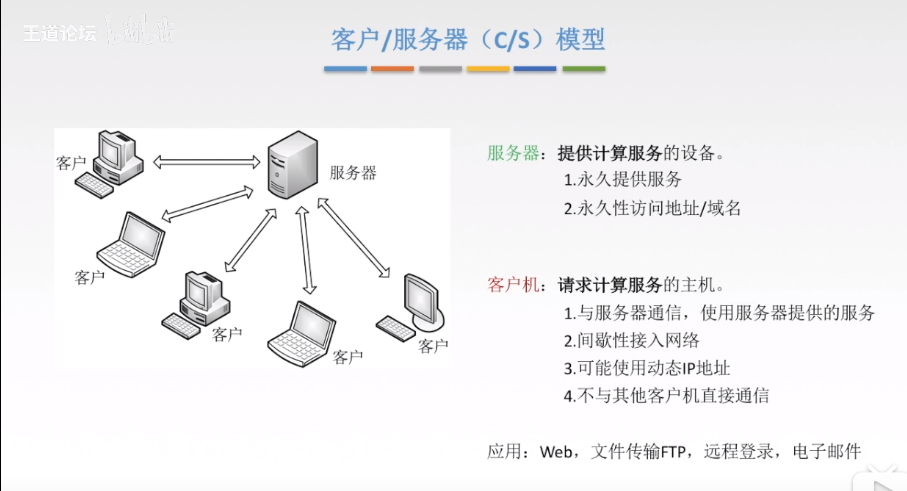 王道论坛 bilibili
客户/服务器（C/S）模型
客户
服务器
客户
客户
客户
客户
服务器：提供计算服务的设备。
1.永久提供服务
2.永久性访问地址/域名
客户机：请求计算服务的主机。
1.与服务器通信，使用服务器提供的服务
2.间歇性接入网络
3.可能使用动态IP地址
4.不与其他客户机直接通信
应用：Web，文件传输FTP，远程登录，电子邮件